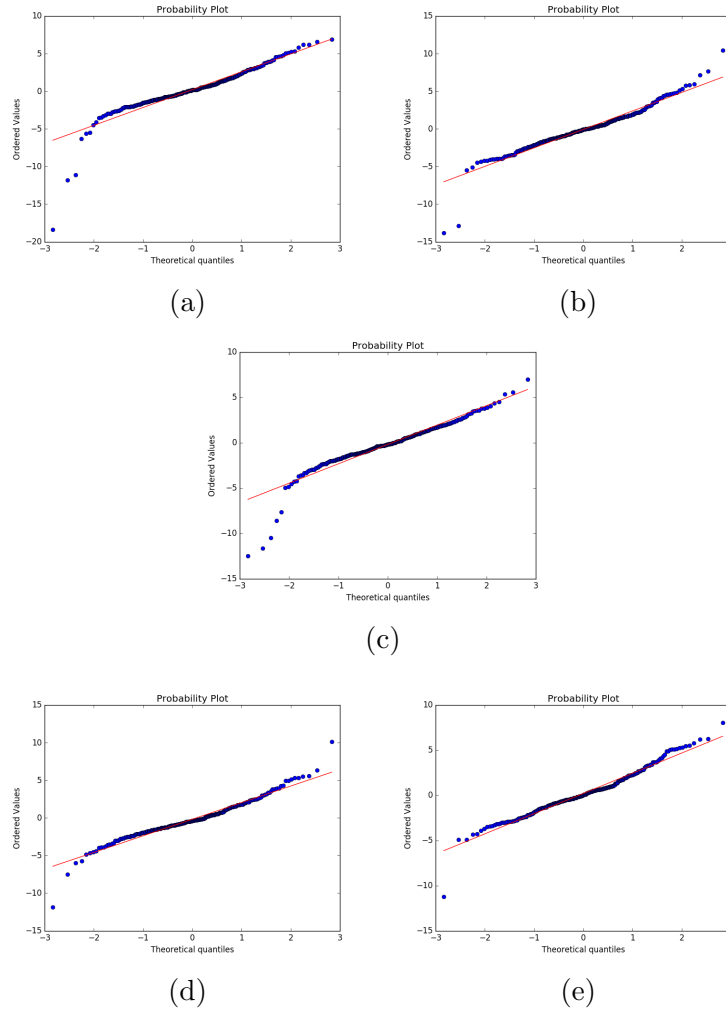 Probability Plot
10
5
0
−5
−10
−15
−20
Ordered Values
−3 −2 −1 0 1 2 3
Theoretical quantiles
(a)
Probability Plot
15
10
5
0
−5
−10
−15
Ordered Values
−3 −2 −1 0 1 2
Theoretical quantiles
(b)
Probability Plot
10
5
0
−5
−10
−15
Ordered Values
−3 −2 −1 0 1 2 3
Theoretical quantiles
(c)
Probability Plot
15
10
5
0
−5
−10
−15
Ordered Values
−3 −2 −1 0 1 2 3
Theoretical quantiles
(d)
Probability Plot
10
5
0
−5
−10
−15
Ordered Values
−3 −2 −1 0 1 2
Theoretical quantiles
(e)